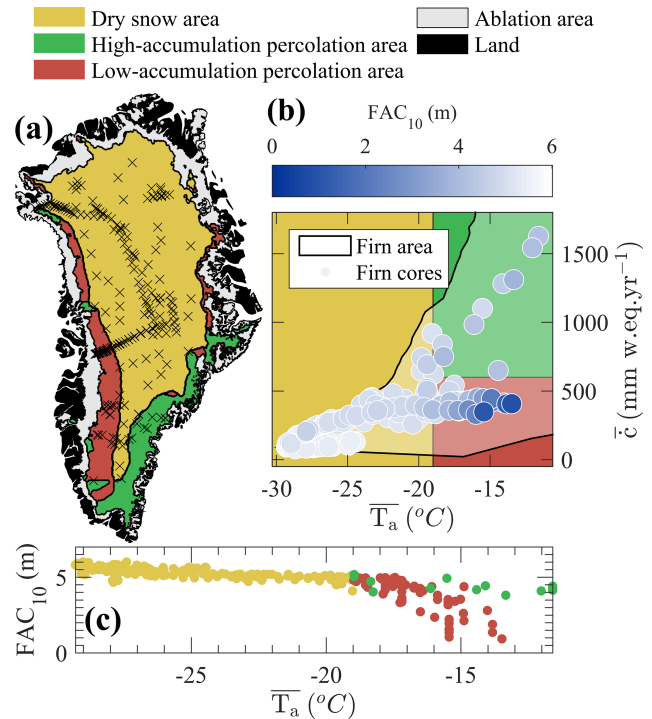 Dry snow area
High-accumulation percolation area
Low-accumulation percolation area
Ablation area
Land
(a)
(b)
FAC10 (m)
0 2 4 6
Firn area
Firn cores
1500
1000
500
0
c̄̇ (mm w.eq.yr⁻¹)
-30 -25 -20 -15
T̅a̅ (°C)
FAC10 (m)
5
0
(c)
-25 -20 -15
T̅a̅ (°C)